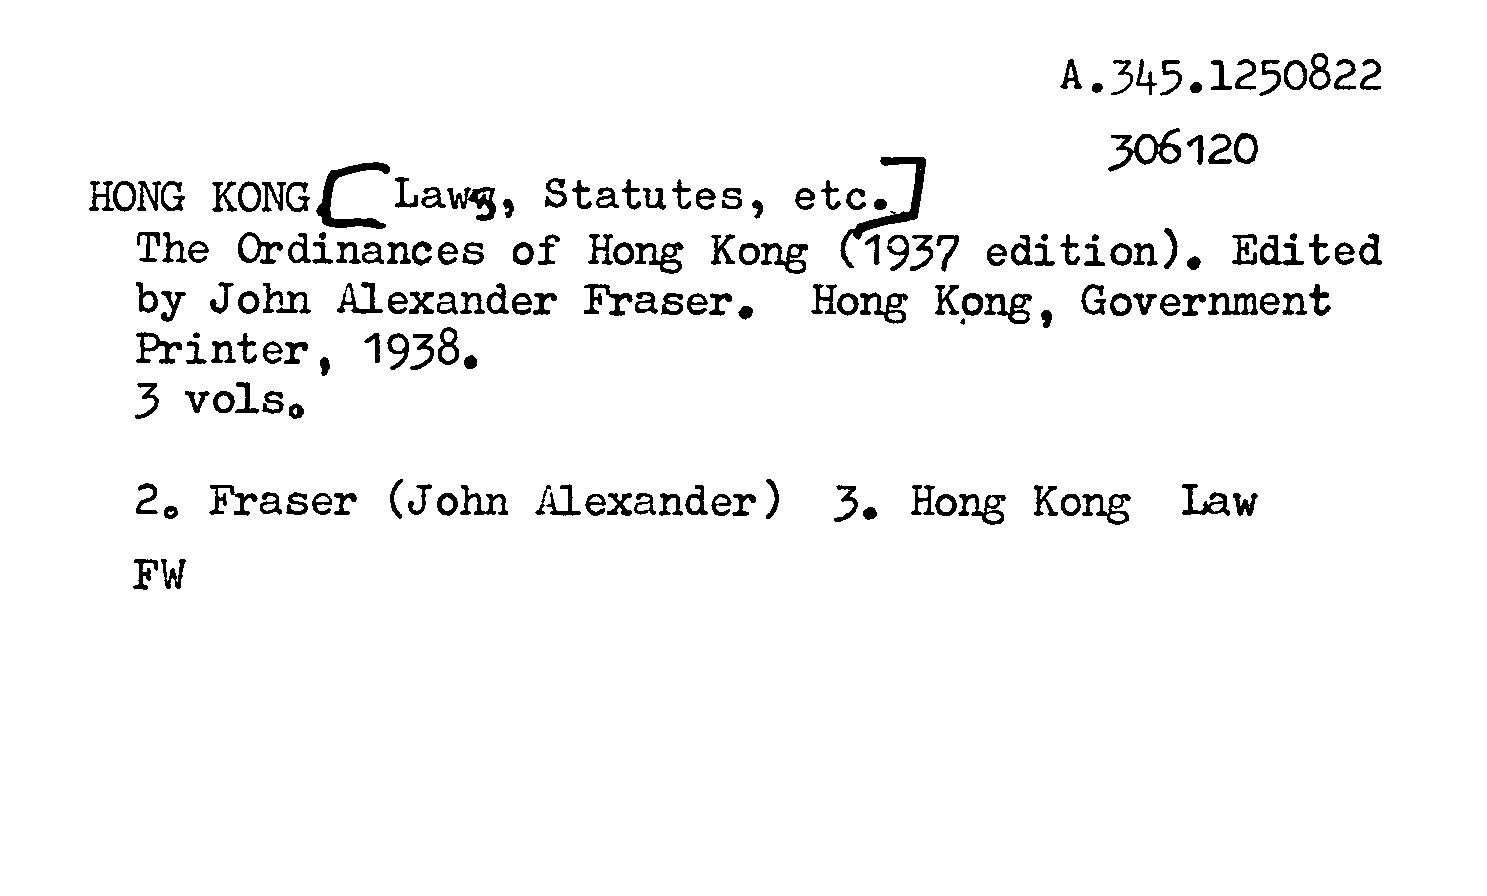 A.345.1250822
306120
HONG KONG [Laws, Statutes, etc.]
The Ordinances of Hong Kong (1937 edition). Edited
by John Alexander Fraser. Hong Kong, Government
Printer, 1938.
3 vols.
2. Fraser (John Alexander) 3. Hong Kong Law
FW